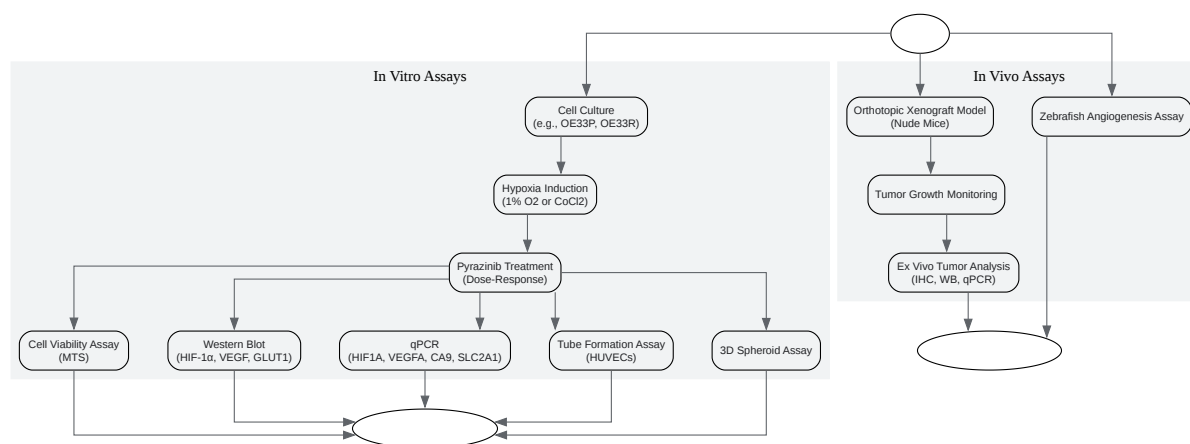 In Vitro Assays
In Vivo Assays
Cell Culture
(e.g., OE33P, OE33R)
Orthotopic Xenograft Model
(Nude Mice)
Zebrafish Angiogenesis Assay
Hypoxia Induction
(1% O2 or CoCl2)
Tumor Growth Monitoring
Pyrazinib Treatment
(Dose-Response)
Ex Vivo Tumor Analysis
(IHC, WB, qPCR)
Cell Viability Assay
(MTS)
Western Blot
(HIF-1α, VEGF, GLUT1)
qPCR
(HIF1A, VEGFA, CA9, SLC2A1)
Tube Formation Assay
(HUVECs)
3D Spheroid Assay